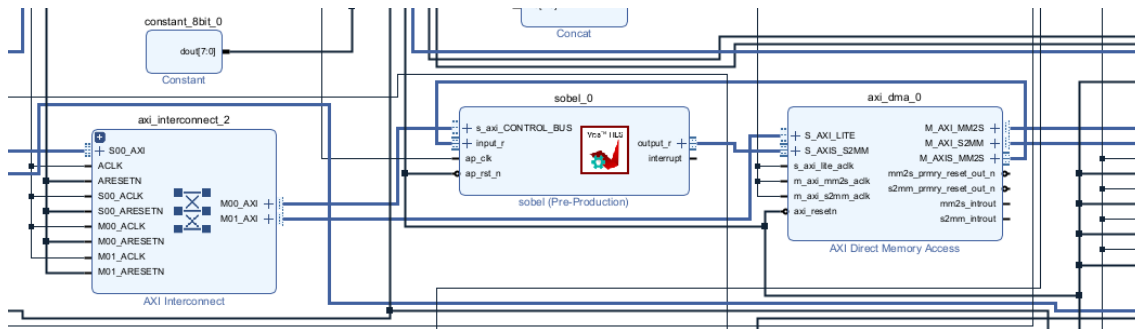 constant_8bit_0
dout[7:0]
Constant
Concat
axi_interconnect_2
S00_AXI
ACLK
ARESETN
S00_ACLK
S00_ARESETN
M00_ACLK
M00_ARESETN
M01_ACLK
M01_ARESETN
M00_AXI
M01_AXI
AXI Interconnect
sobel_0
s_axi_CONTROL_BUS
input_r
ap_clk
ap_rst_n
HLS
output_r
interrupt
sobel (Pre-Production)
axi_dma_0
S_AXI_LITE
S_AXIS_S2MM
s_axi_lite_aclk
m_axi_mm2s_aclk
m_axi_s2mm_aclk
axi_resetn
M_AXI_MM2S
M_AXI_S2MM
M_AXIS_MM2S
mm2s_prmry_reset_out_n
s2mm_prmry_reset_out_n
mm2s_introut
s2mm_introut
AXI Direct Memory Access